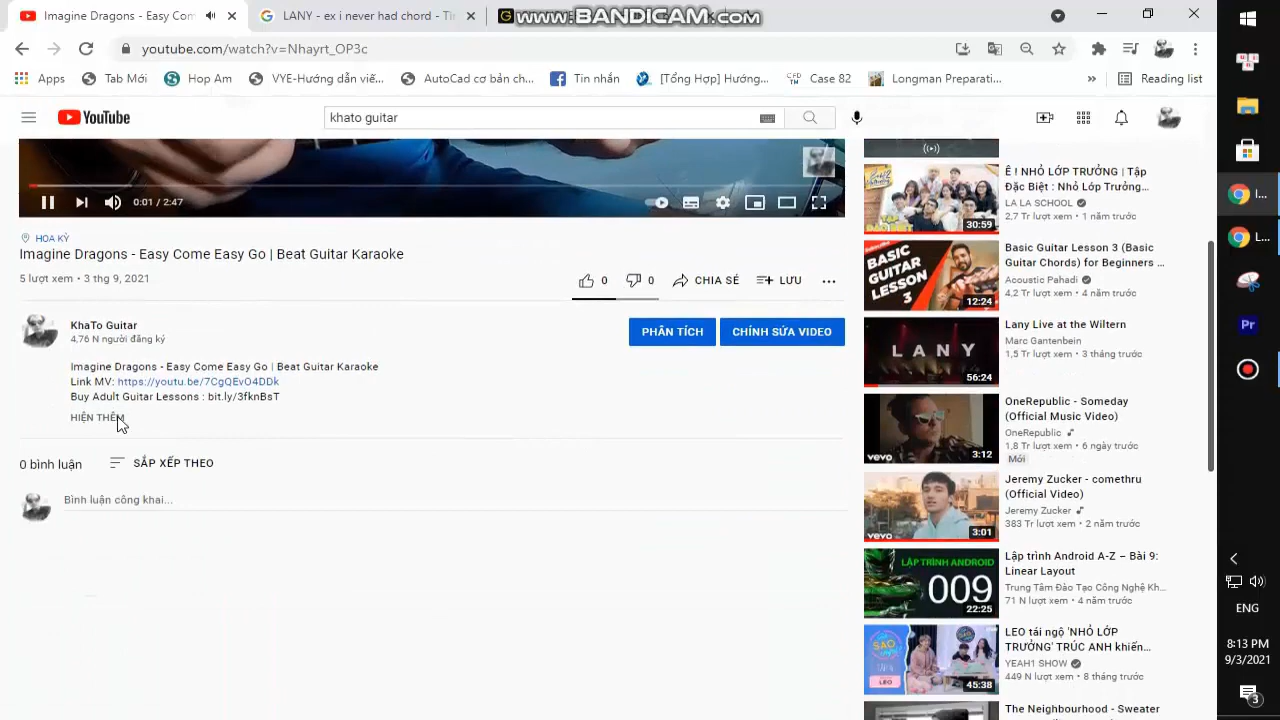 Imagine Dragons - Easy Com
LANY - ex i never had chord - T
www.BANDICAM.com
youtube.com/watch?v=Nhayrt_OP3c
Apps
Tab Mới
Hop Am
VYE-Hướng dẫn viế...
AutoCad cơ bản ch...
Tin nhắn
[Tổng Hợp] Hướng...
Case 82
Longman Preparati...
»
Reading list
YouTube
khato guitar
0:01 / 2:47
HOA KỲ
Imagine Dragons - Easy Come Easy Go | Beat Guitar Karaoke
5 lượt xem • 3 thg 9, 2021
0
0
CHIA SẺ
LƯU
KhaTo Guitar
4,76 N người đăng ký
PHÂN TÍCH
CHỈNH SỬA VIDEO
Imagine Dragons - Easy Come Easy Go | Beat Guitar Karaoke
Link MV: https://youtu.be/7CgQEvO4DDk
Buy Adult Guitar Lessons : bit.ly/3fknBsT
HIỆN THÊM
0 bình luận
SẮP XẾP THEO
Bình luận công khai...
Ê ! NHỎ LỚP TRƯỞNG | Tập
Đặc Biệt : Nhỏ Lớp Trưởng...
LA LA SCHOOL
2,7 Tr lượt xem • 1 năm trước
30:59
BASIC
GUITAR
LESSON
3
12:24
Basic Guitar Lesson 3 (Basic
Guitar Chords) for Beginners ...
Acoustic Pahadi
4,2 Tr lượt xem • 4 năm trước
LANY
56:24
Lany Live at the Wiltern
Marc Gantenbein
1,5 Tr lượt xem • 3 tháng trước
vevo
3:12
OneRepublic - Someday
(Official Music Video)
OneRepublic
1,8 Tr lượt xem • 6 ngày trước
Mới
vevo
3:01
Jeremy Zucker - comethru
(Official Video)
Jeremy Zucker
383 Tr lượt xem • 2 năm trước
LẬP TRÌNH ANDROID
009
22:25
Lập trình Android A-Z – Bài 9:
Linear Layout
Trung Tâm Đào Tạo Công Nghệ Kh...
71 N lượt xem • 4 năm trước
LEO
45:38
LEO tái ngộ 'NHỎ LỚP
TRƯỞNG' TRÚC ANH khiến...
YEAH1 SHOW
449 N lượt xem • 8 tháng trước
The Neighbourhood - Sweater
I...
L...
Pr
ENG
8:13 PM
9/3/2021
3